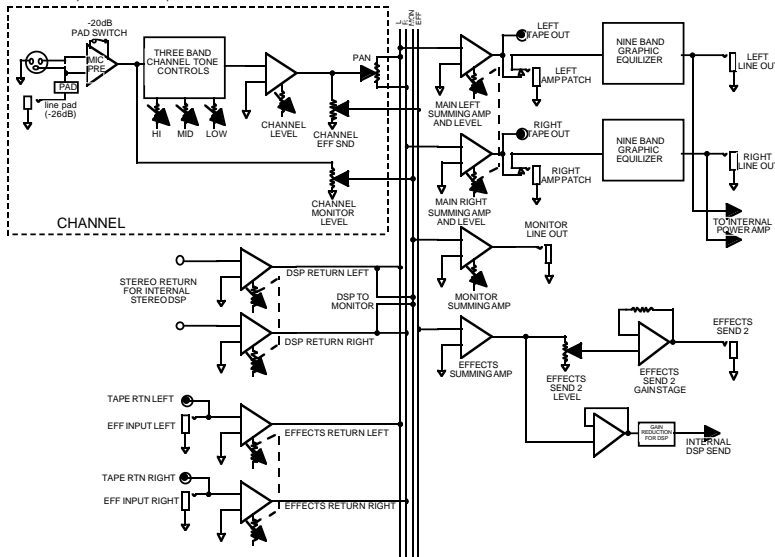 -20dB
PAD SWITCH
MIC
PRE
PAD
line pad
(-26dB)
THREE BAND
CHANNEL TONE
CONTROLS
HI
MID
LOW
CHANNEL
LEVEL
PAN
CHANNEL
EFF SND
CHANNEL
MONITOR
LEVEL
CHANNEL
L
R
MON
EFF
LEFT
TAPE OUT
LEFT
AMP PATCH
MAIN LEFT
SUMMING AMP
AND LEVEL
NINE BAND
GRAPHIC
EQUILIZER
LEFT
LINE OUT
RIGHT
TAPE OUT
RIGHT
AMP PATCH
MAIN RIGHT
SUMMING AMP
AND LEVEL
NINE BAND
GRAPHIC
EQUILIZER
RIGHT
LINE OUT
TO INTERNAL
POWER AMP
MONITOR
LINE OUT
MONITOR
SUMMING AMP
STEREO RETURN
FOR INTERNAL
STEREO DSP
DSP RETURN LEFT
DSP TO
MONITOR
DSP RETURN RIGHT
EFFECTS
SUMMING AMP
EFFECTS
SEND 2
LEVEL
EFFECTS
SEND 2
GAIN STAGE
EFFECTS
SEND 2
GAIN
REDUCTION
FOR DSP
INTERNAL
DSP SEND
TAPE RTN LEFT
EFF INPUT LEFT
EFFECTS RETURN LEFT
TAPE RTN RIGHT
EFF INPUT RIGHT
EFFECTS RETURN RIGHT